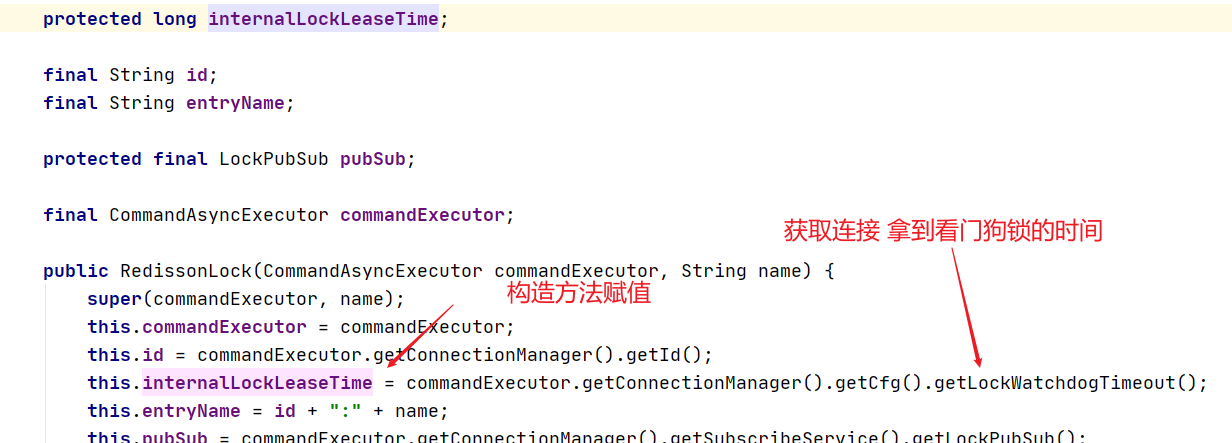 protected long internalLockLeaseTime;
final String id;
final String entryName;
protected final LockPubSub pubSub;
final CommandAsyncExecutor commandExecutor;
获取连接 拿到看门狗锁的时间
public RedissonLock(CommandAsyncExecutor commandExecutor, String name) {
super(commandExecutor, name);
构造方法赋值
this.commandExecutor = commandExecutor;
this.id = commandExecutor.getConnectionManager().getId();
this.internalLockLeaseTime = commandExecutor.getConnectionManager().getCfg().getLockWatchdogTimeout();
this.entryName = id + ":" + name;
this.pubSub = commandExecutor.getConnectionManager().getSubscribeService().getLockPubSub();